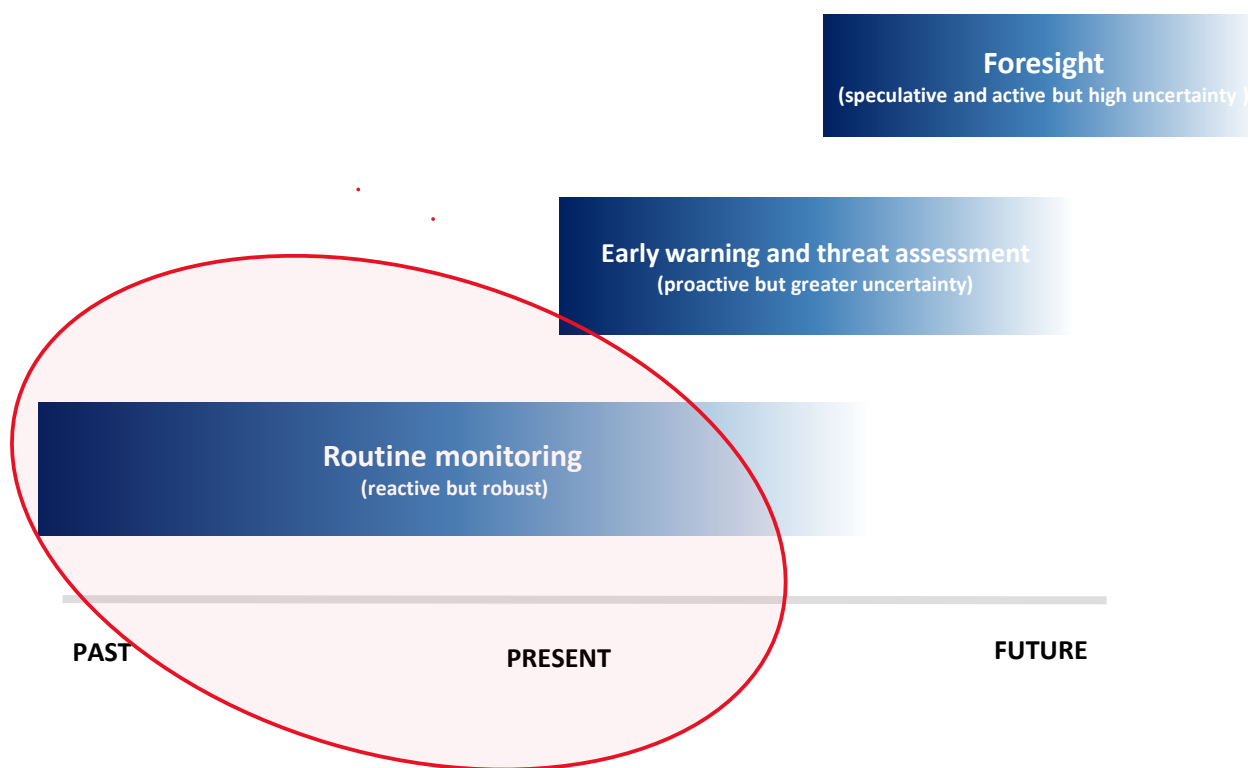 Foresight
(speculative and active but high uncertainty )
Early warning and threat assessment
(proactive but greater uncertainty)
Routine monitoring
(reactive but robust)
PAST
PRESENT
FUTURE